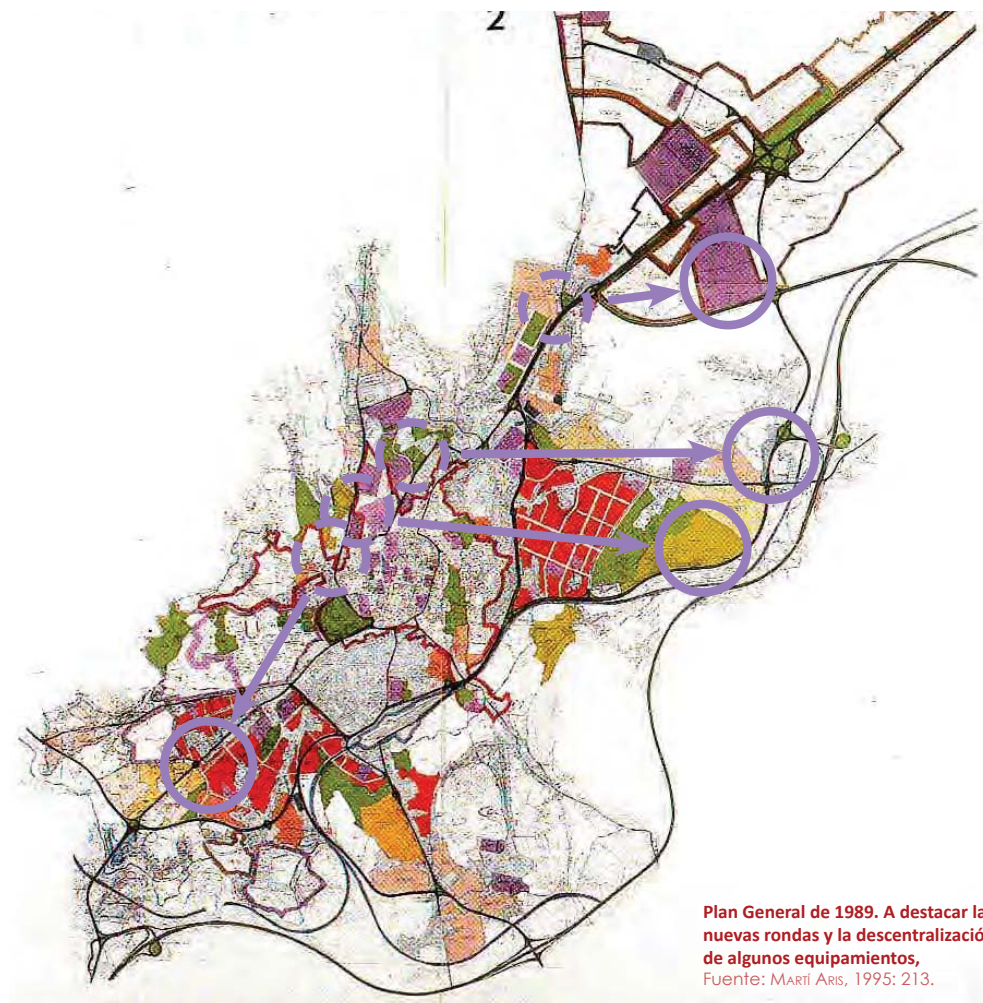 2
Plan General de 1989. A destacar la
nuevas rondas y la descentralizació
de algunos equipamientos,
Fuente: Martí Aris, 1995: 213.